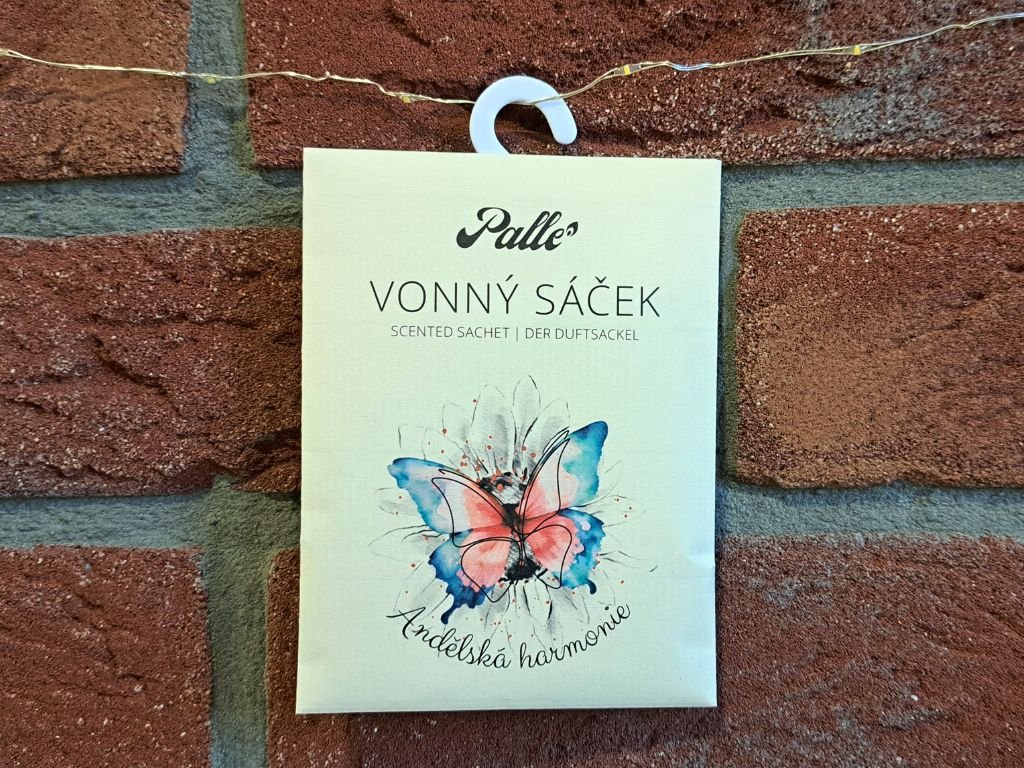 Palle
VONNÝ SÁČEK
SCENTED SACHET | DER DUFTSACKEL
Andělská harmonie